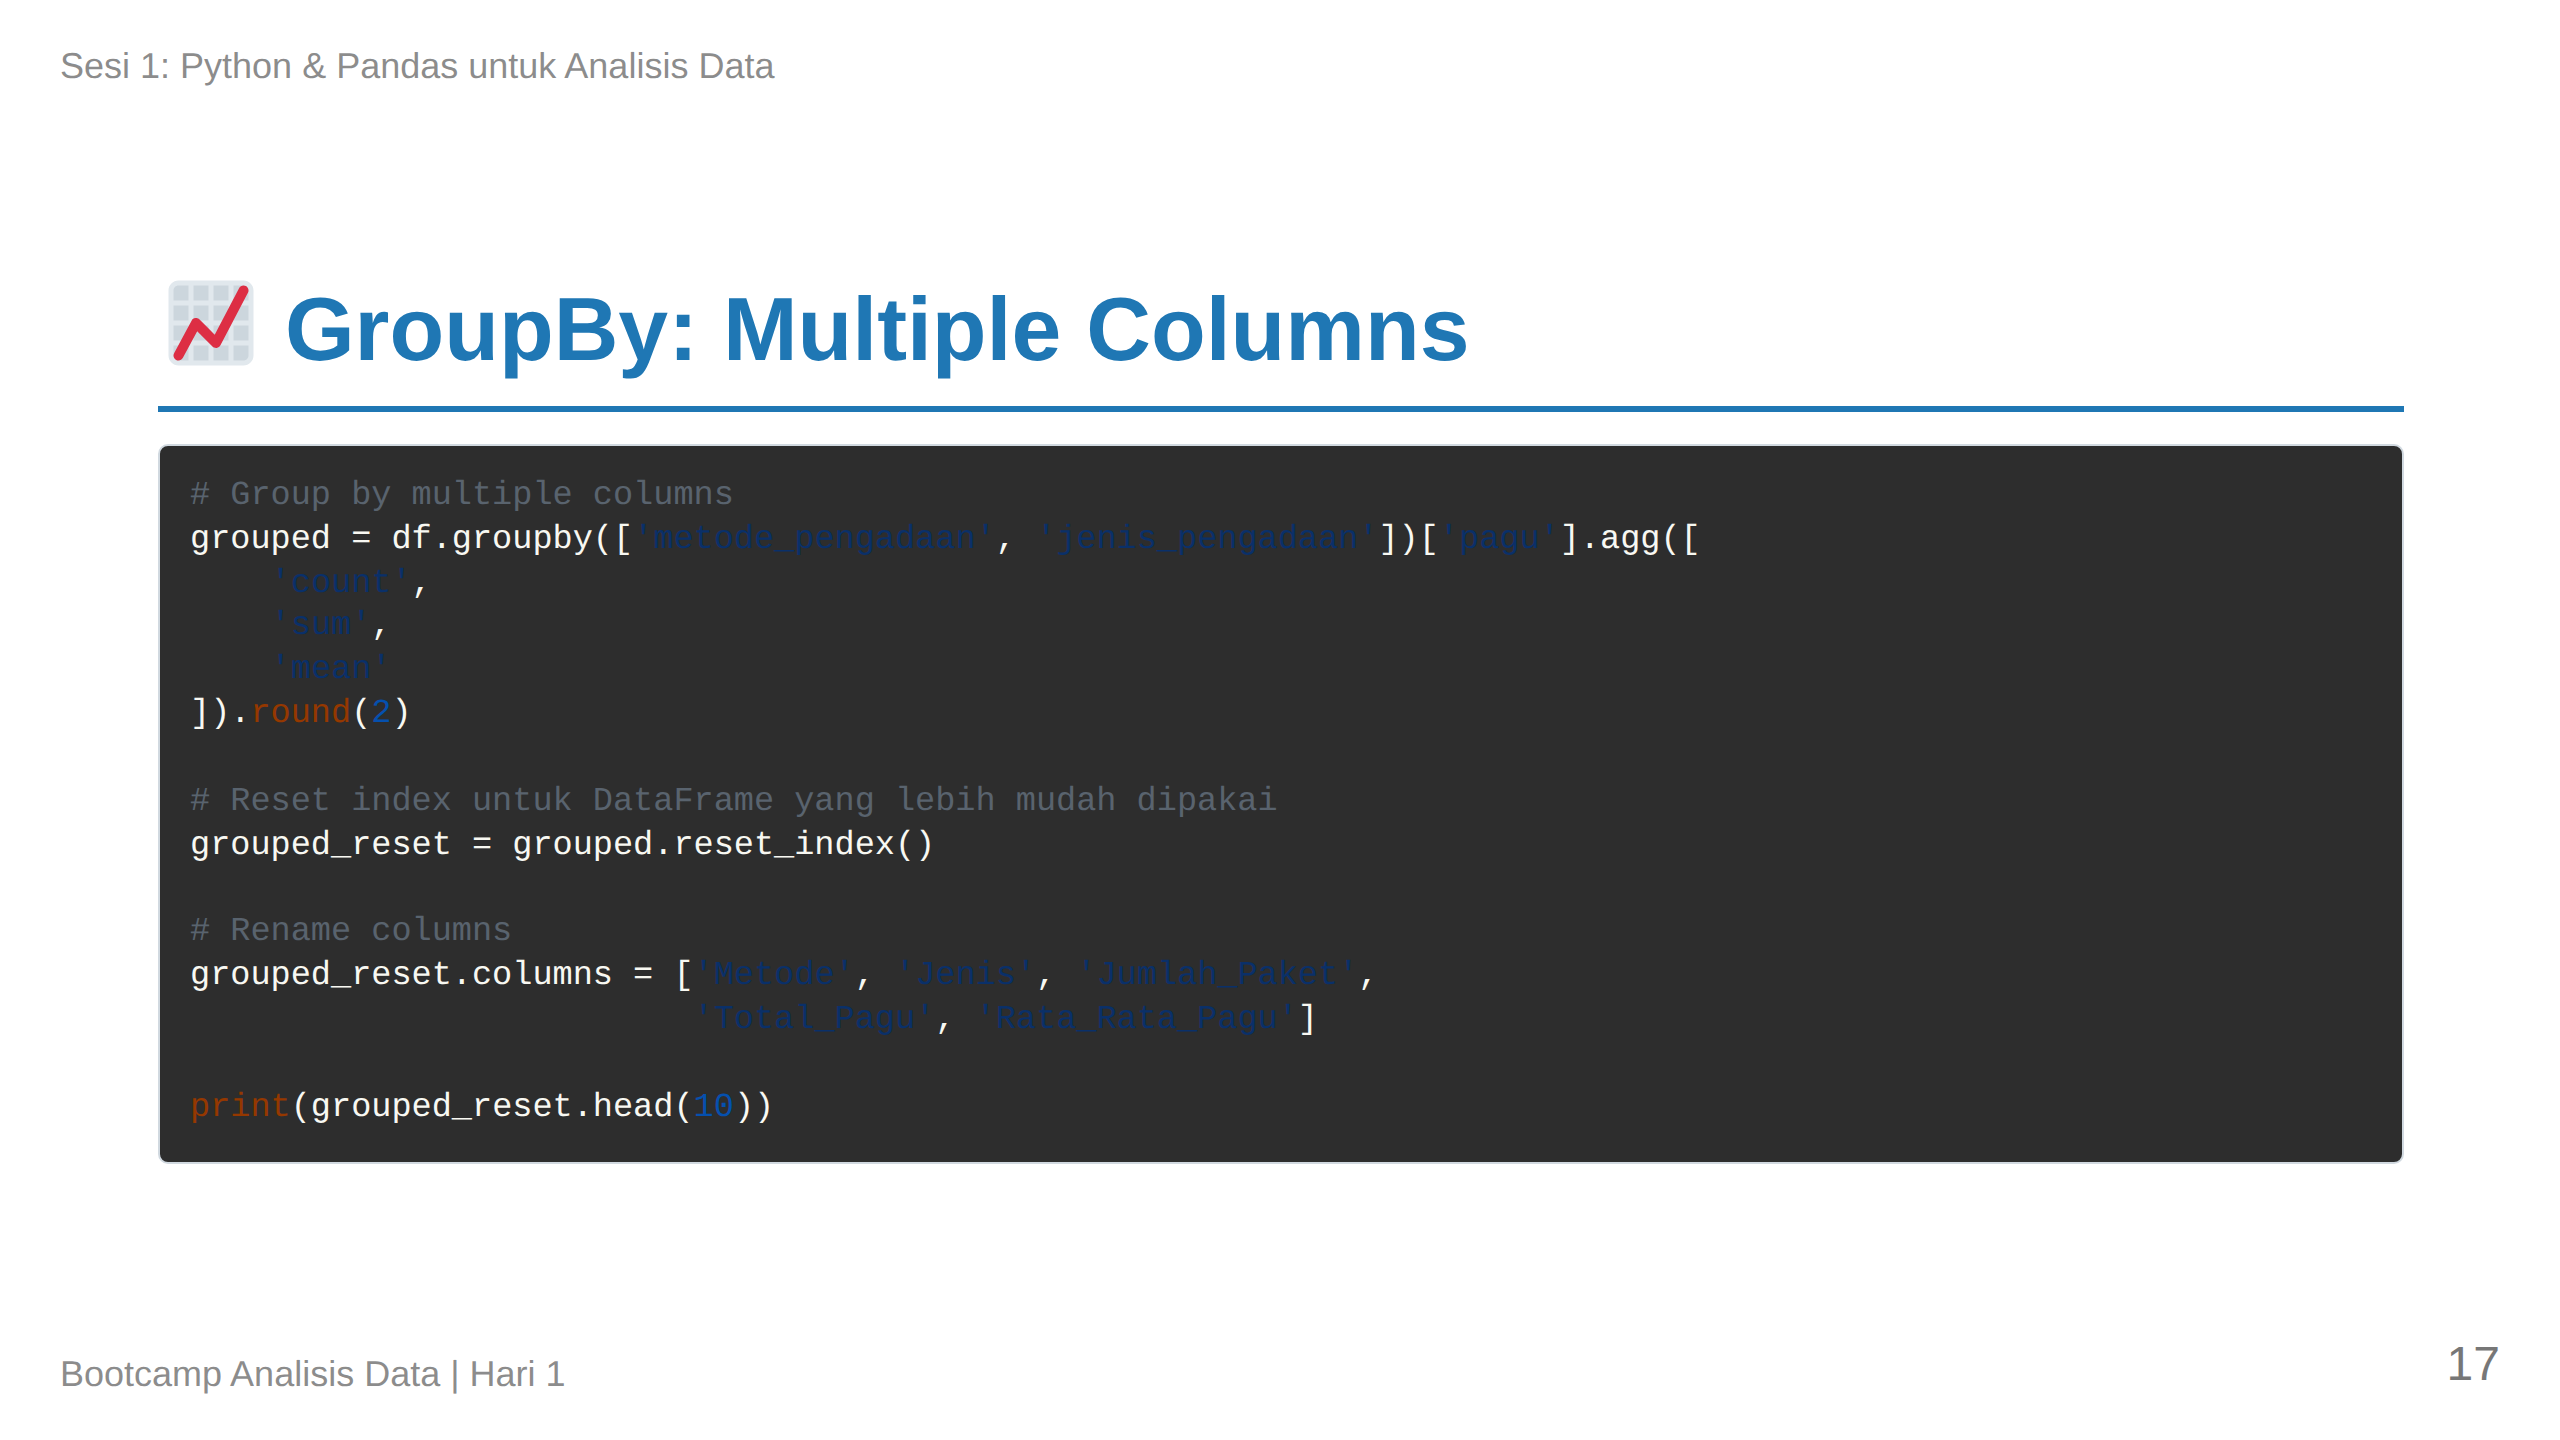 Sesi 1: Python & Pandas untuk Analisis Data
📈 GroupBy: Multiple Columns
# Group by multiple columns
grouped = df.groupby(['metode_pengadaan', 'jenis_pengadaan'])['pagu'].agg([
    'count',
    'sum',
    'mean'
]).round(2)
# Reset index untuk DataFrame yang lebih mudah dipakai
grouped_reset = grouped.reset_index()
# Rename columns
grouped_reset.columns = ['Metode', 'Jenis', 'Jumlah_Paket',
                         'Total_Pagu', 'Rata_Rata_Pagu']
print(grouped_reset.head(10))
Bootcamp Analisis Data | Hari 1
17